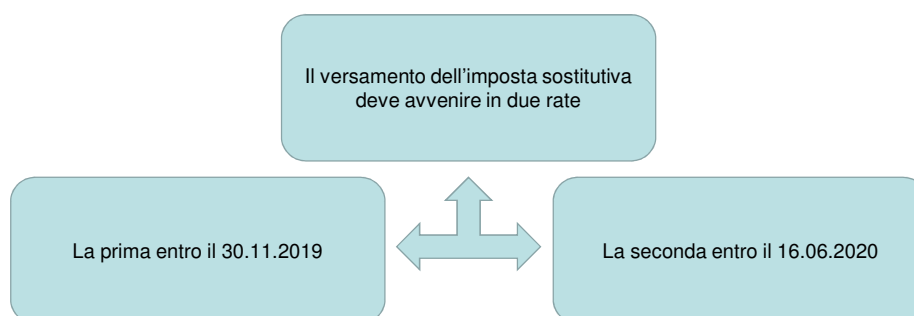 Il versamento dell’imposta sostitutiva
deve avvenire in due rate
La prima entro il 30.11.2019
La seconda entro il 16.06.2020